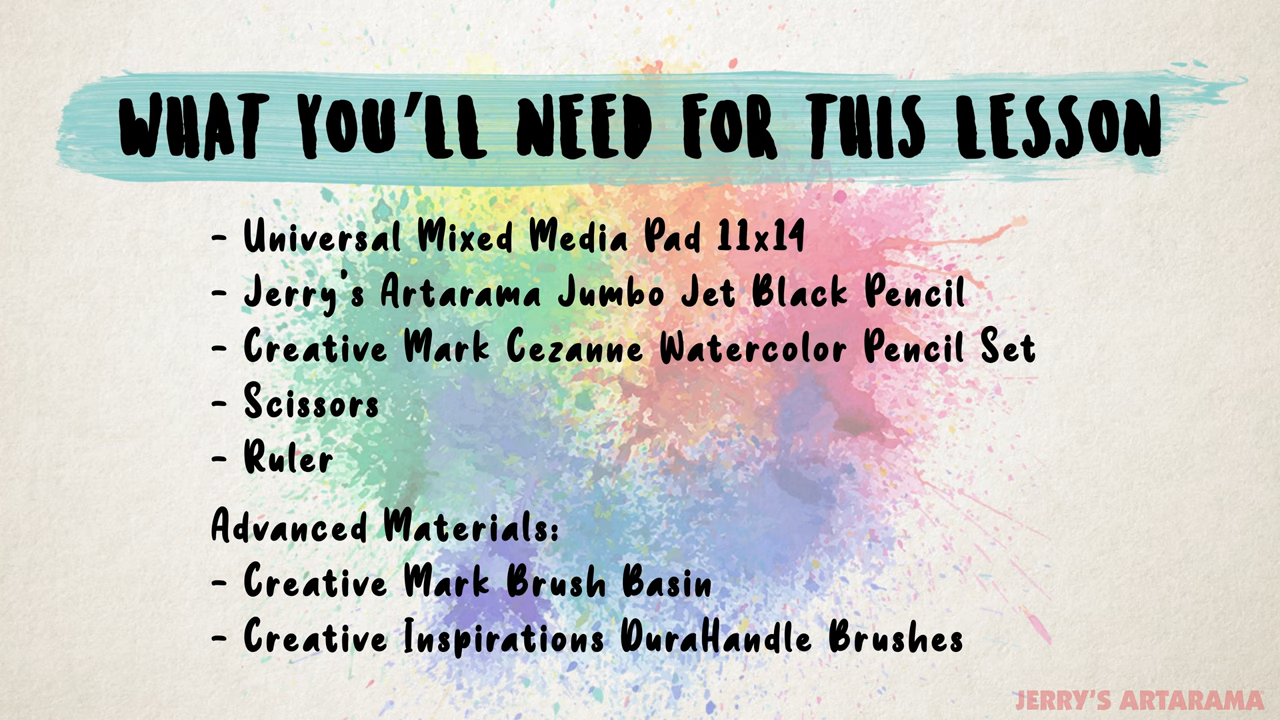 WHAT YOU'LL NEED FOR THIS LESSON
- Universal Mixed Media Pad 11x14
- Jerry's Artarama Jumbo Jet Black Pencil
- Creative Mark Cezanne Watercolor Pencil Set
- Scissors
- Ruler
Advanced Materials:
- Creative Mark Brush Basin
- Creative Inspirations DuraHandle Brushes
JERRY'S ARTARAMA